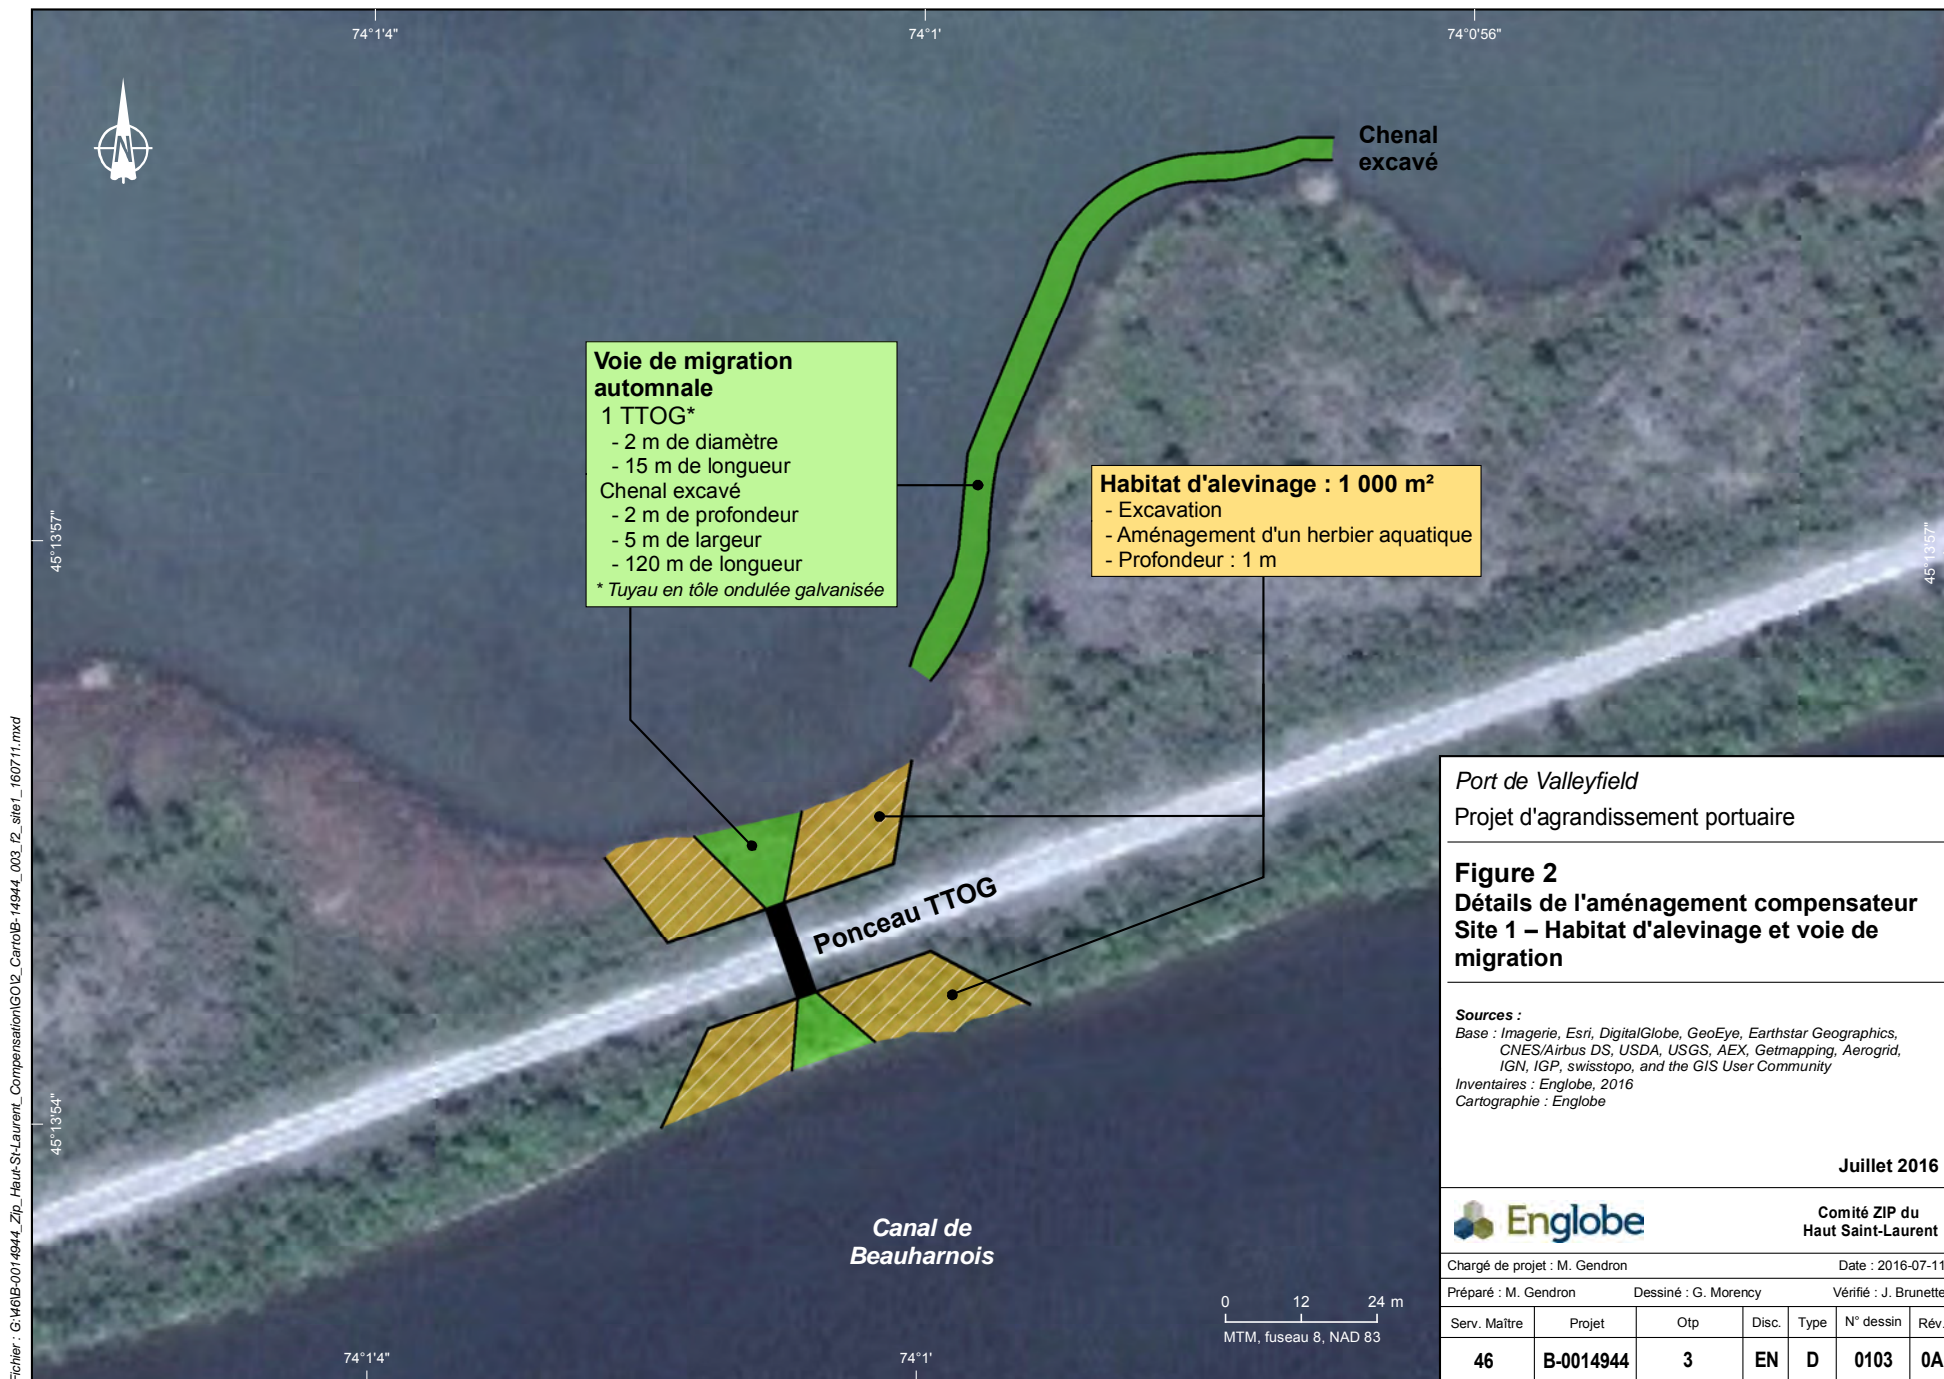 74°1'4"
74°1'
74°0'56"
N
Chenal
excavé
Voie de migration
automnale
1 TTOG*
- 2 m de diamètre
- 15 m de longueur
Chenal excavé
- 2 m de profondeur
- 5 m de largeur
- 120 m de longueur
* Tuyau en tôle ondulée galvanisée
Habitat d'alevinage : 1 000 m²
- Excavation
- Aménagement d'un herbier aquatique
- Profondeur : 1 m
45°13'57"
45°13'57"
45°13'54"
Ponceau TTOG
Canal de
Beauharnois
0 12 24 m
MTM, fuseau 8, NAD 83
74°1'4"
74°1'
Fichier : G:\46\B-0014944_Zip_Haut-St-Laurent_Compensation\GO\2_Carto\B-14944_003_f2_site1_160711.mxd
Port de Valleyfield
Projet d'agrandissement portuaire
Figure 2
Détails de l'aménagement compensateur
Site 1 – Habitat d'alevinage et voie de
migration
Sources :
Base : Imagerie, Esri, DigitalGlobe, GeoEye, Earthstar Geographics,
CNES/Airbus DS, USDA, USGS, AEX, Getmapping, Aerogrid,
IGN, IGP, swisstopo, and the GIS User Community
Inventaires : Englobe, 2016
Cartographie : Englobe
Juillet 2016
Englobe
Comité ZIP du
Haut Saint-Laurent
Chargé de projet : M. Gendron Date : 2016-07-11
Préparé : M. Gendron Dessiné : G. Morency Vérifié : J. Brunette
Serv. Maître Projet Otp Disc. Type N° dessin Rév.
46 B-0014944 3 EN D 0103 0A